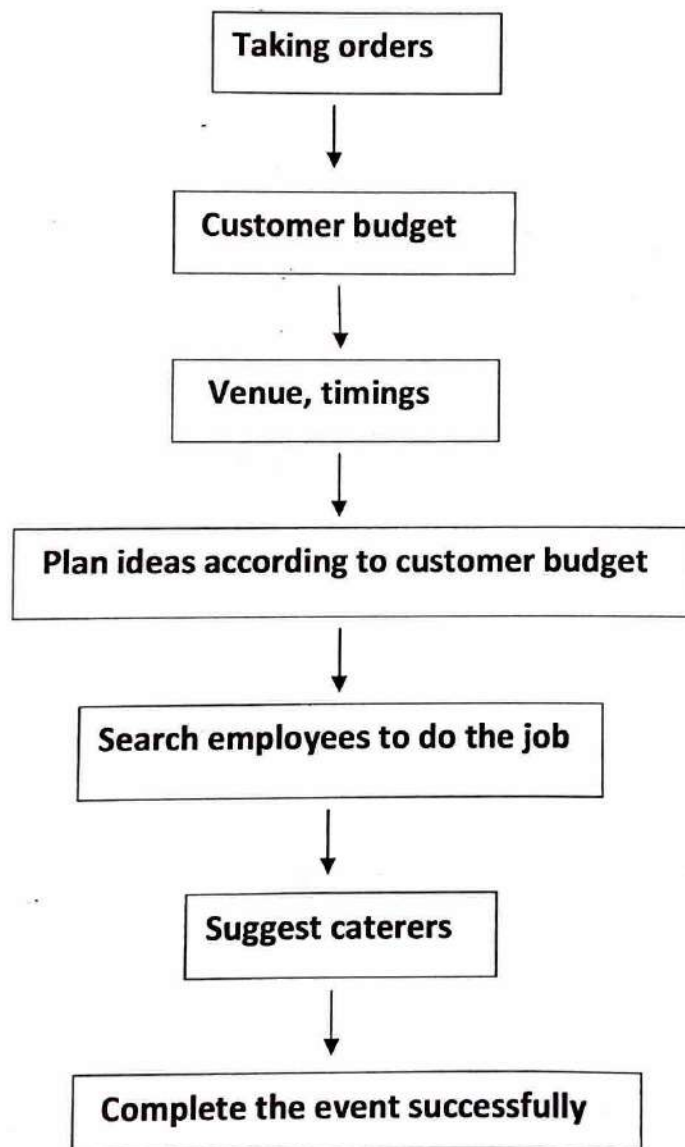 Taking orders
Customer budget
Venue, timings
Plan ideas according to customer budget
Search employees to do the job
Suggest caterers
Complete the event successfully